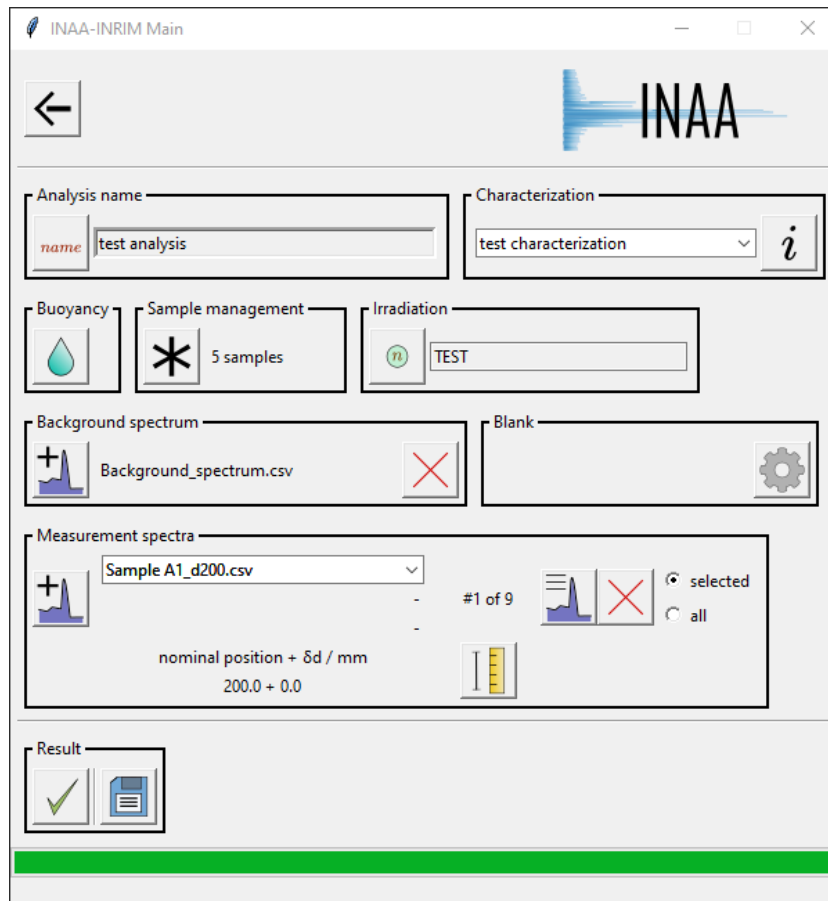 INAA-INRIM Main
INAA
Analysis name
Characterization
name
test analysis
test characterization
i
Buoyancy
Sample management
Irradiation
5 samples
n
TEST
Background spectrum
Blank
Background_spectrum.csv
Measurement spectra
Sample A1_d200.csv
-
#1 of 9
selected
all
-
nominal position + δd / mm
200.0 + 0.0
Result